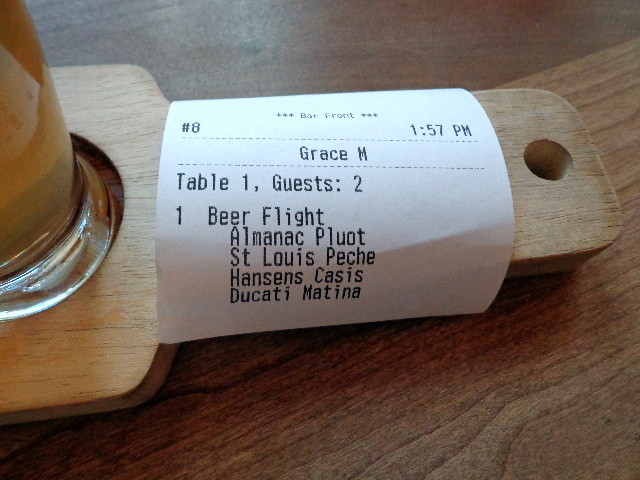 *** Bar Front ***
#8 1:57 PM
Grace M
Table 1, Guests: 2
1 Beer Flight
Almanac Pluot
St Louis Peche
Hansens Casis
Ducati Matina